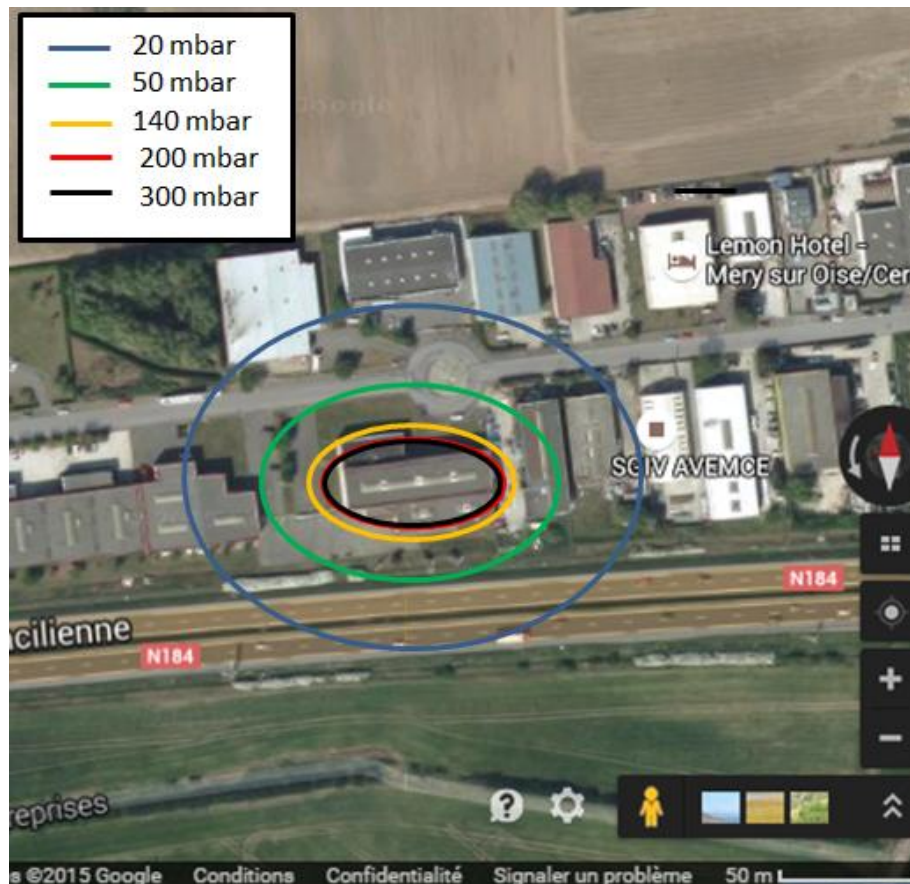 20 mbar
50 mbar
140 mbar
200 mbar
300 mbar
Lemon Hotel -
Mery sur Oise/Cer
SCIV AVEMCE
N184
cilienne
N184
reprises
s ©2015 Google Conditions Confidentialité Signaler un problème 50 m